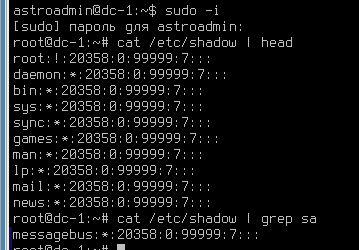 astroadmin@dc-1:~$ sudo -i
[sudo] пароль для astroadmin:
root@dc-1:~# cat /etc/shadow | head
root:!:20358:0:99999:7:::
daemon:*:20358:0:99999:7:::
bin:*:20358:0:99999:7:::
sys:*:20358:0:99999:7:::
sync:*:20358:0:99999:7:::
games:*:20358:0:99999:7:::
man:*:20358:0:99999:7:::
lp:*:20358:0:99999:7:::
mail:*:20358:0:99999:7:::
news:*:20358:0:99999:7:::
root@dc-1:~# cat /etc/shadow | grep sa
messagebus:*:20358:0:99999:7:::
root@dc-1:~#